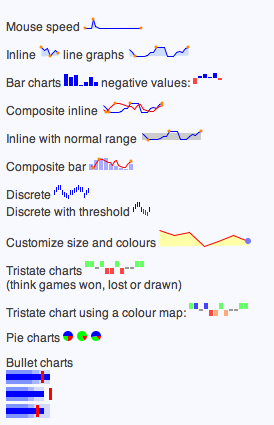 Mouse speed
Inline line graphs
Bar charts negative values:
Composite inline
Inline with normal range
Composite bar
Discrete
Discrete with threshold
Customize size and colours
Tristate charts
(think games won, lost or drawn)
Tristate chart using a colour map:
Pie charts
Bullet charts